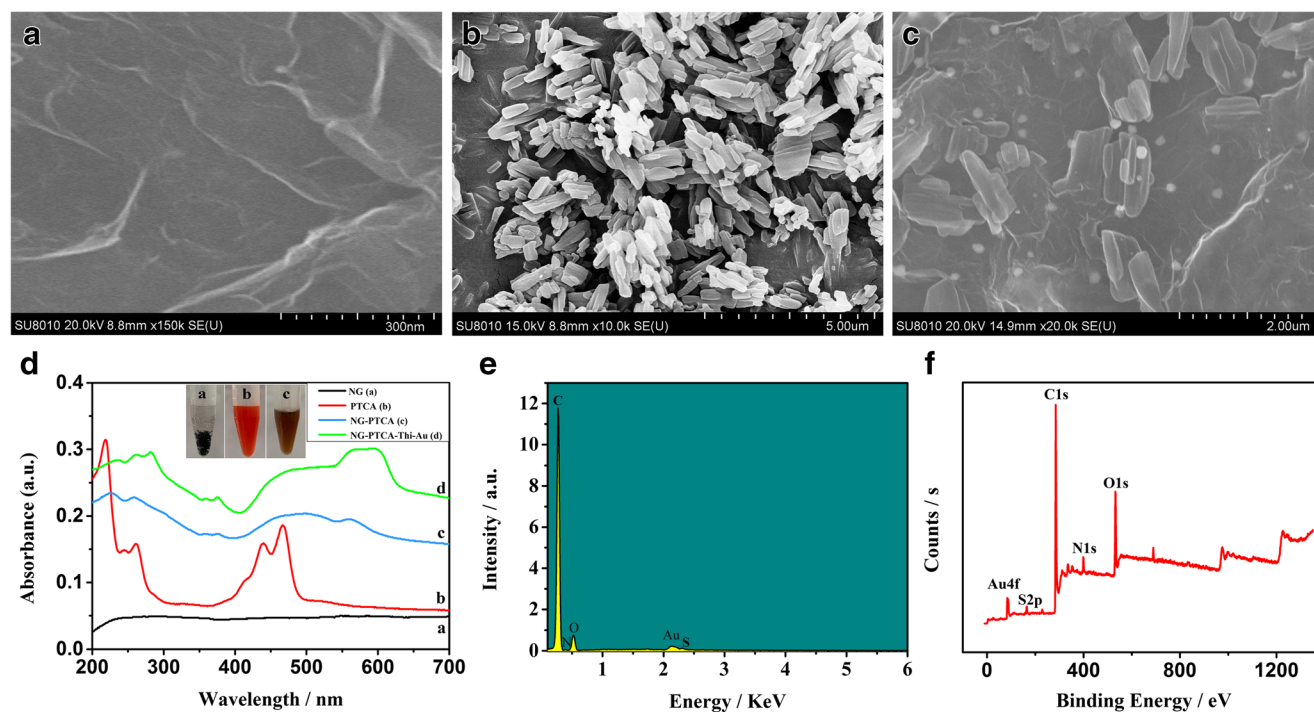 a
SU8010 20.0kV 8.8mm x150k SE(U) 300nm
b
SU8010 15.0kV 8.8mm x10.0k SE(U) 5.00um
c
SU8010 20.0kV 14.9mm x20.0k SE(U) 2.00um
d
0.4
0.3
0.2
0.1
0.0
Absorbance (a.u.)
a b c
NG (a)
PTCA (b)
NG-PTCA (c)
NG-PTCA-Thi-Au (d)
d
c
b
a
200 300 400 500 600 700
Wavelength / nm
e
12
10
8
6
4
2
0
Intensity / a.u.
C
N
O
Au
S
1 2 3 4 5 6
Energy / KeV
f
Counts / s
C1s
O1s
N1s
Au4f
S2p
0 400 800 1200
Binding Energy / eV